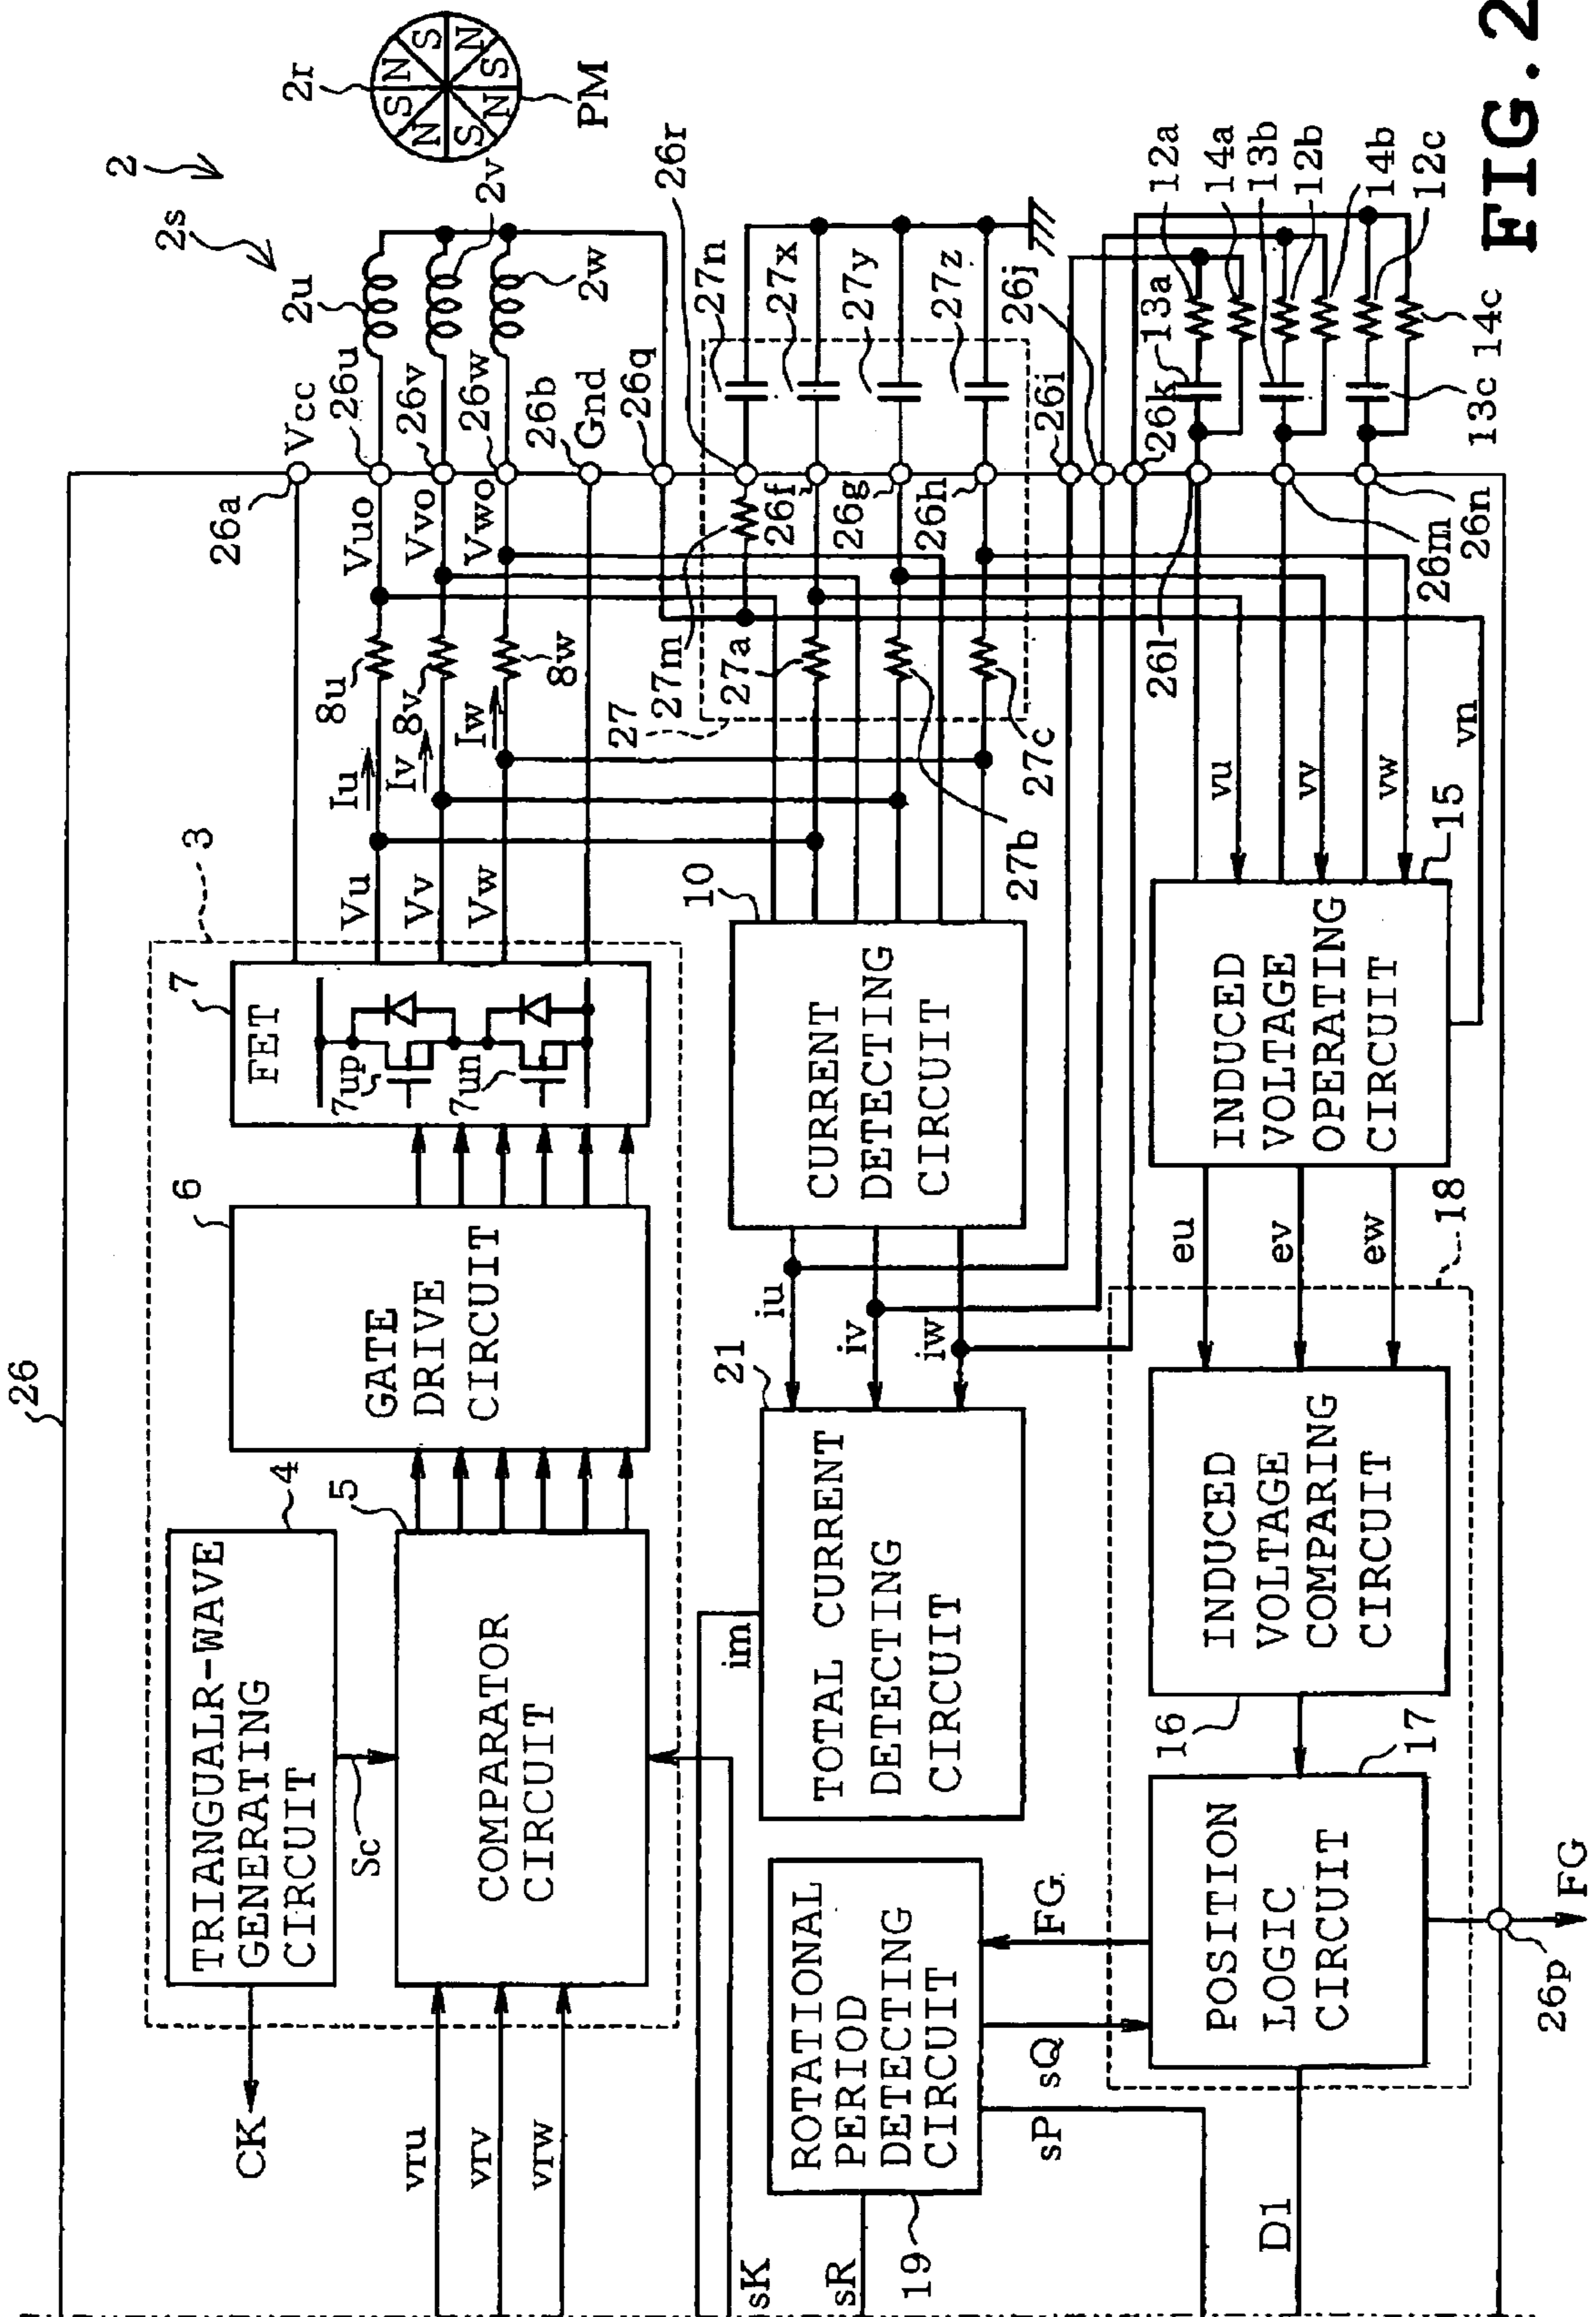 26
2
2s
2r
N
S
N
S
N
S
N
S
PM
2u
2v
2w
Vcc
26a
26u
26v
26w
26b
Gnd
26q
26r
Vuo
Vvo
Vwo
8u
8v
8w
Iu
Iv
Iw
Vu
Vv
Vw
3
7
FET
7up
7un
6
GATE
DRIVE
CIRCUIT
4
TRIANGUALR-WAVE
GENERATING
CIRCUIT
CK
Sc
5
COMPARATOR
CIRCUIT
vru
vrv
vrw
27
27m
27a
27b
27c
27n
27x
27y
27z
26f
26g
26h
26j
26i
26k
10
CURRENT
DETECTING
CIRCUIT
iu
iv
iw
21
TOTAL CURRENT
DETECTING
CIRCUIT
im
sK
sR
19
ROTATIONAL
PERIOD
DETECTING
CIRCUIT
FG
sQ
sP
13a
12a
14a
13b
12b
14b
12c
14c
13c
26l
26m
26n
vu
vv
vw
vn
15
INDUCED
VOLTAGE
OPERATING
CIRCUIT
eu
ev
ew
18
INDUCED
VOLTAGE
COMPARING
CIRCUIT
16
17
POSITION
LOGIC
CIRCUIT
D1
26p
FG
FIG.2